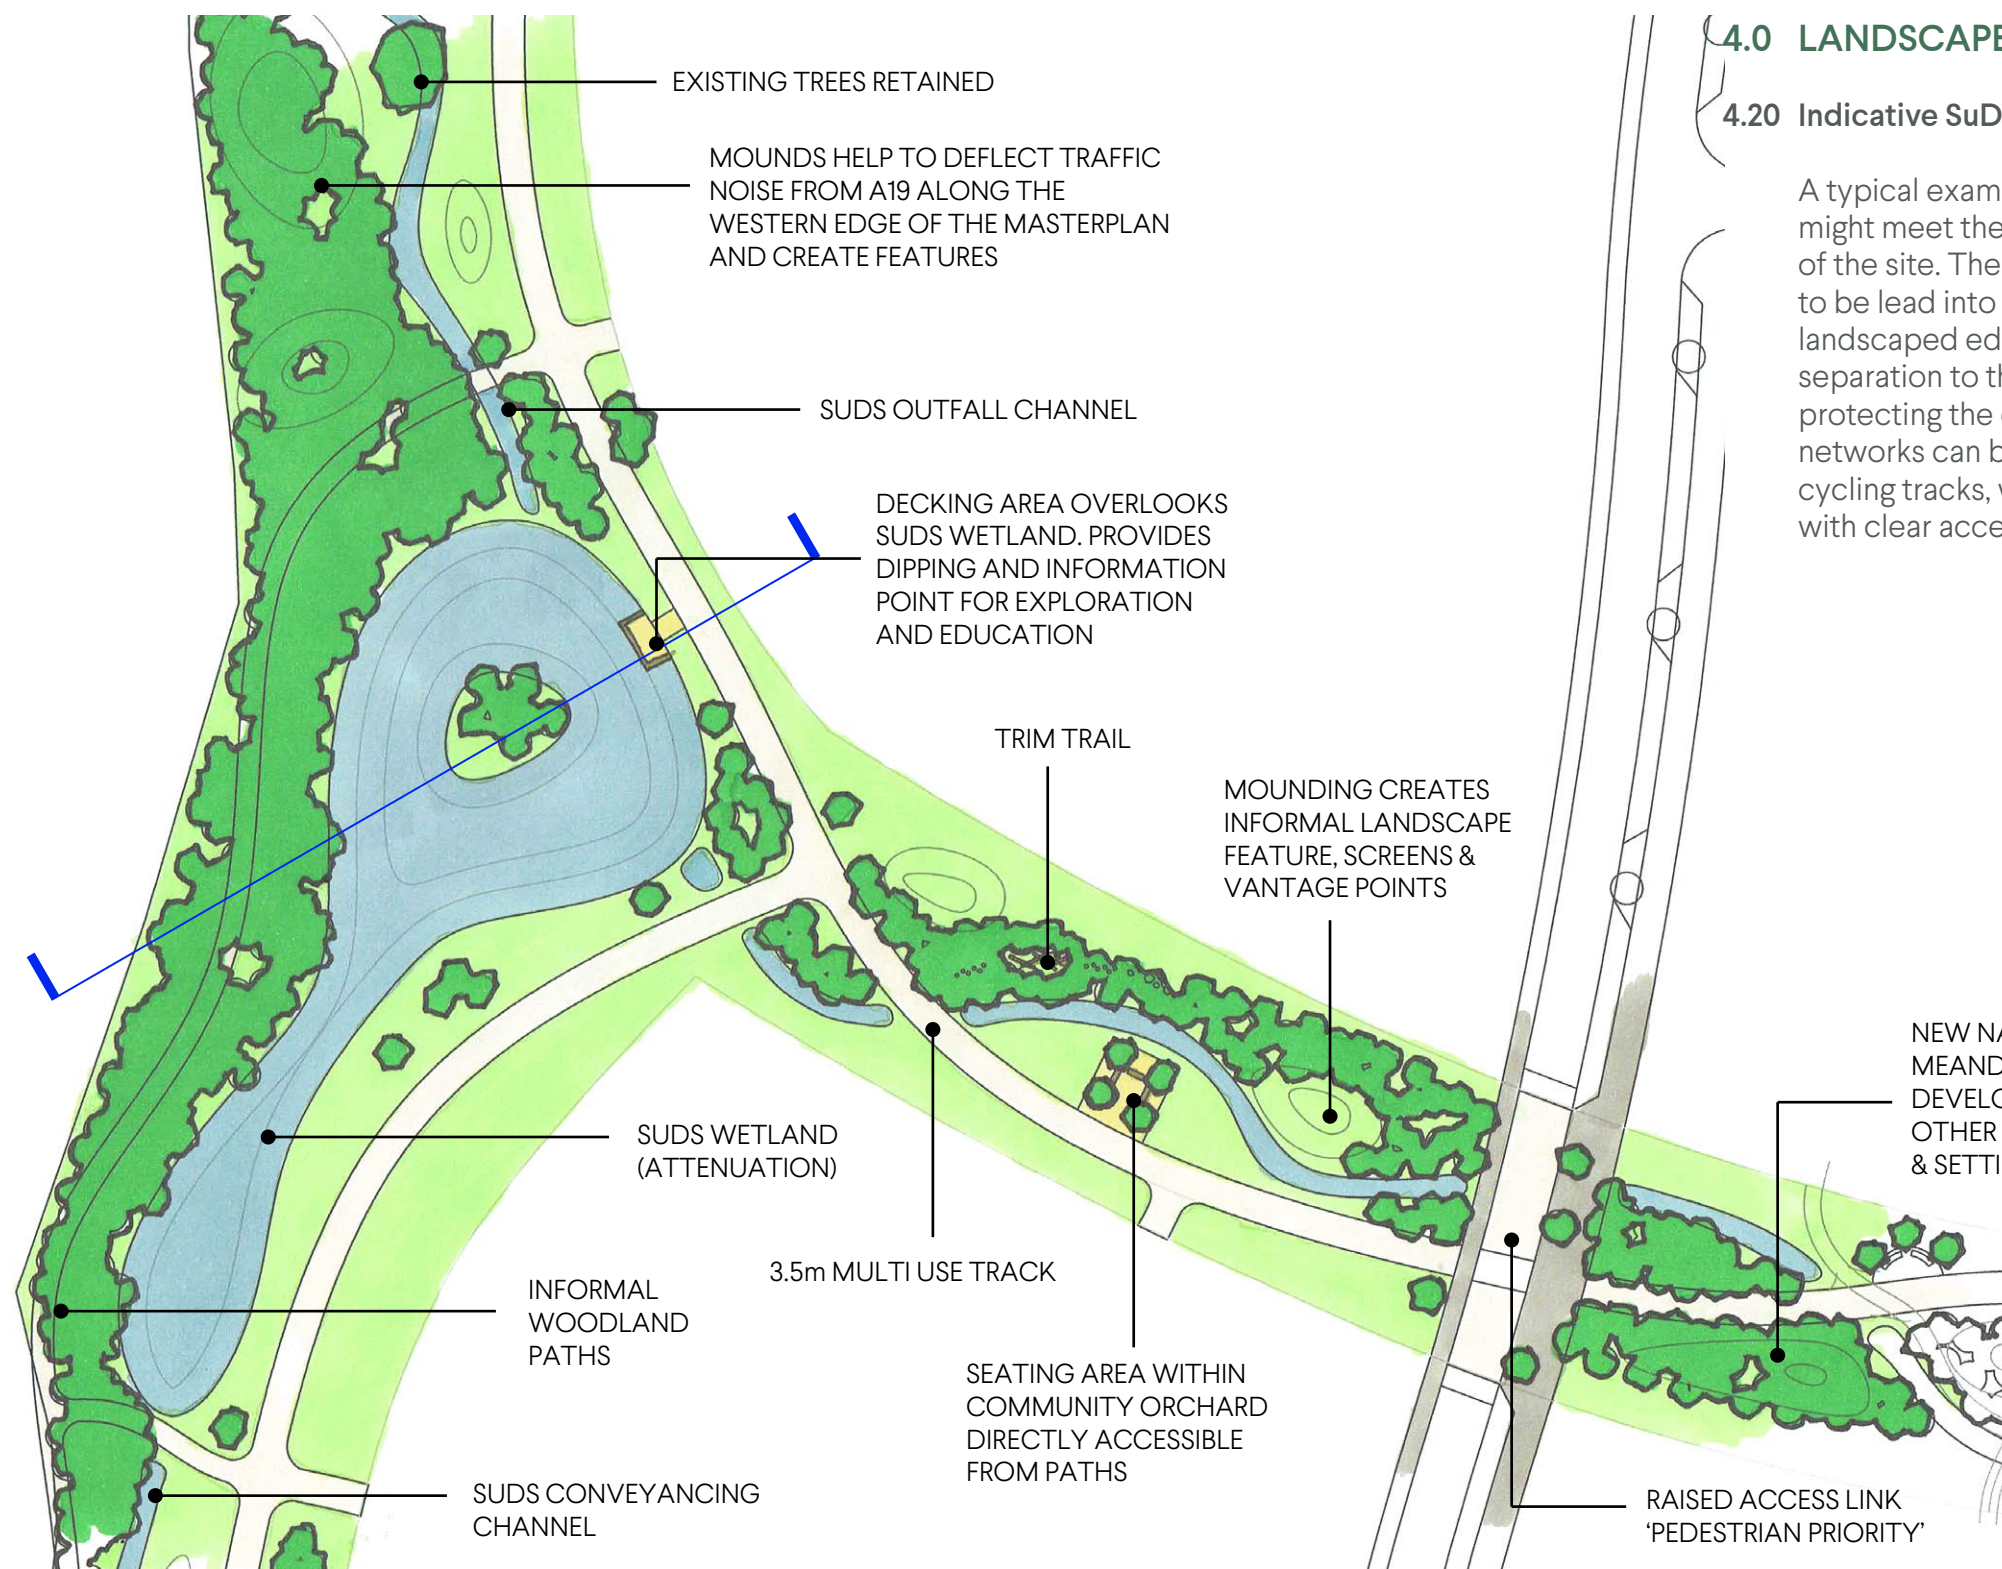 4.0 LANDSCAPE
4.20 Indicative SuD
A typical exam
might meet the
of the site. The
to be lead into
landscaped ed
separation to th
protecting the
networks can b
cycling tracks,
with clear acce
EXISTING TREES RETAINED
MOUNDS HELP TO DEFLECT TRAFFIC
NOISE FROM A19 ALONG THE
WESTERN EDGE OF THE MASTERPLAN
AND CREATE FEATURES
SUDS OUTFALL CHANNEL
DECKING AREA OVERLOOKS
SUDS WETLAND. PROVIDES
DIPPING AND INFORMATION
POINT FOR EXPLORATION
AND EDUCATION
TRIM TRAIL
MOUNDING CREATES
INFORMAL LANDSCAPE
FEATURE, SCREENS &
VANTAGE POINTS
NEW NA
MEAND
DEVELO
OTHER
& SETTI
SUDS WETLAND
(ATTENUATION)
3.5m MULTI USE TRACK
INFORMAL
WOODLAND
PATHS
SEATING AREA WITHIN
COMMUNITY ORCHARD
DIRECTLY ACCESSIBLE
FROM PATHS
SUDS CONVEYANCING
CHANNEL
RAISED ACCESS LINK
‘PEDESTRIAN PRIORITY’